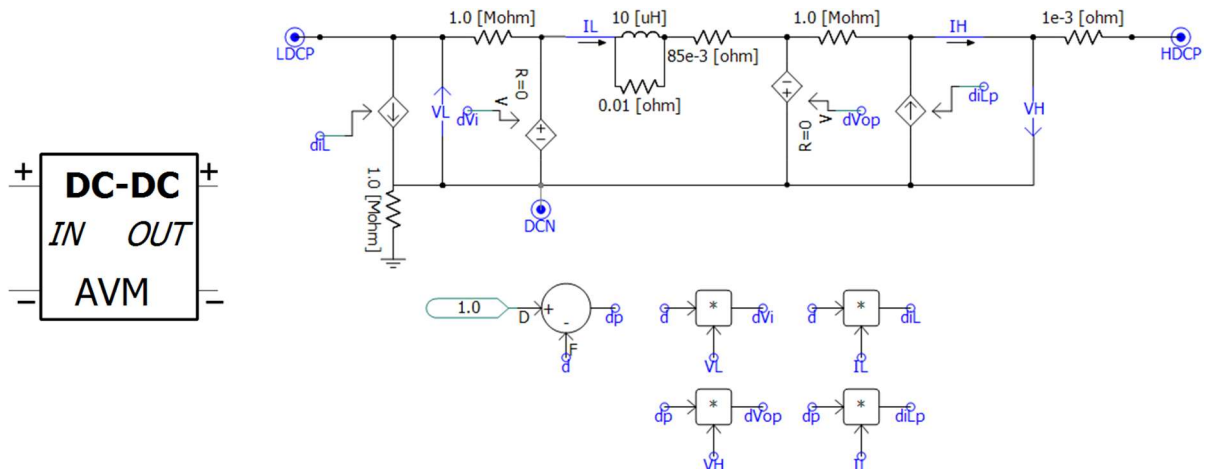 1.0 [Mohm]
IL
10 [uH]
1.0 [Mohm]
IH
1e-3 [ohm]
LDCP
85e-3 [ohm]
HDCP
0.01 [ohm]
diL
VL
dVi
V
R=0
+
-
-
+
R=0
V
dVop
diLp
VH
1.0 [Mohm]
DCN
+ +
DC-DC
IN OUT
AVM
- -
1.0
D
+
-
F
d
dp
d
*
dVi
VL
d
*
diL
IL
dp
*
dVop
VH
dp
*
diLp
IL